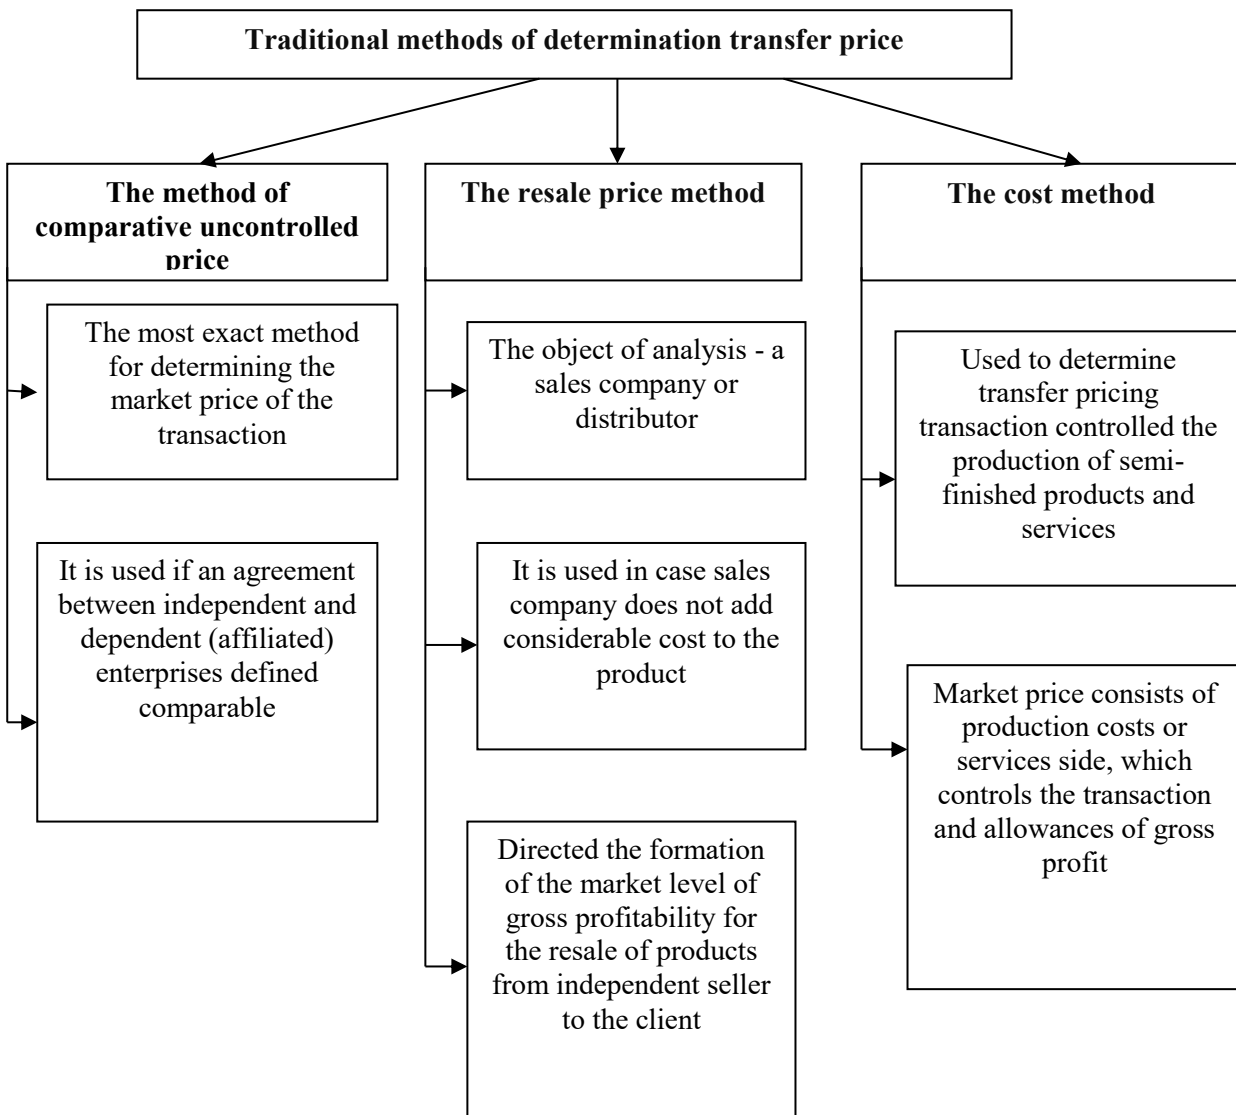 Traditional methods of determination transfer price
The method of
comparative uncontrolled
price
The most exact method
for determining the
market price of the
transaction
It is used if an agreement
between independent and
dependent (affiliated)
enterprises defined
comparable
The resale price method
The object of analysis - a
sales company or
distributor
It is used in case sales
company does not add
considerable cost to the
product
Directed the formation
of the market level of
gross profitability for
the resale of products
from independent seller
to the client
The cost method
Used to determine
transfer pricing
transaction controlled the
production of semi-
finished products and
services
Market price consists of
production costs or
services side, which
controls the transaction
and allowances of gross
profit